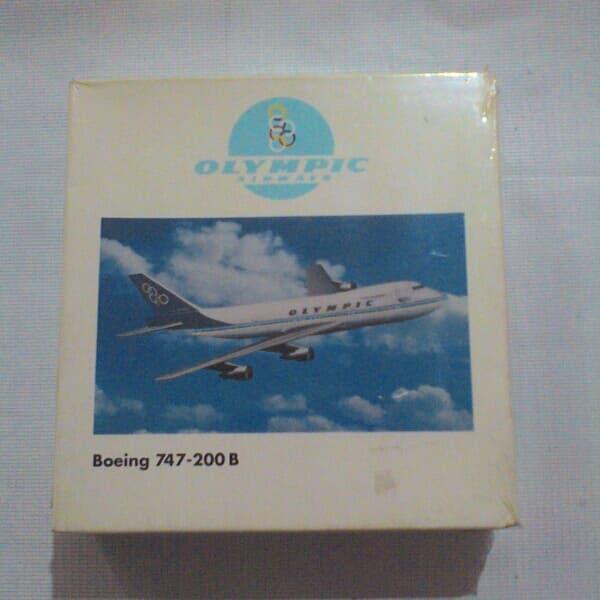 OLYMPIC
AIRWAYS
OLYMPIC
Boeing 747-200 B